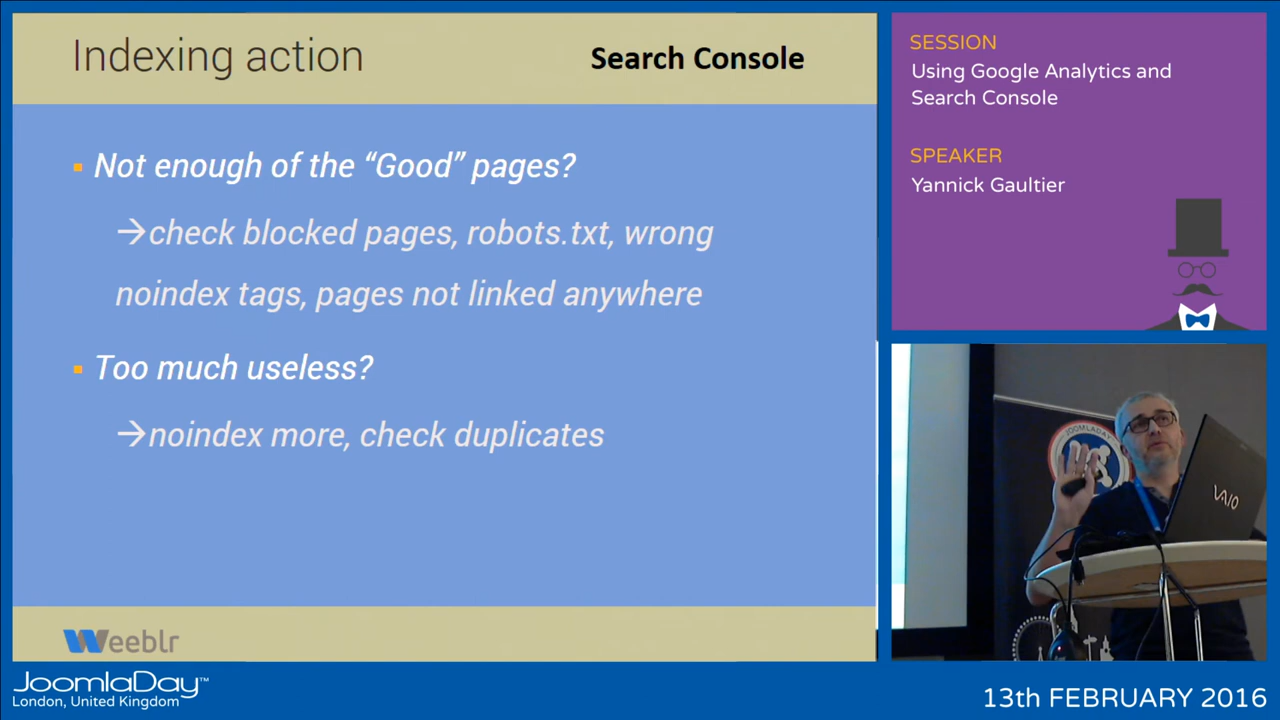 Indexing action
Search Console
Not enough of the “Good” pages?
→check blocked pages, robots.txt, wrong
noindex tags, pages not linked anywhere
Too much useless?
→noindex more, check duplicates
Weeblr
SESSION
Using Google Analytics and
Search Console
SPEAKER
Yannick Gaultier
JOOMLADAY
VAIO
JoomlaDay™
London, United Kingdom
13th FEBRUARY 2016